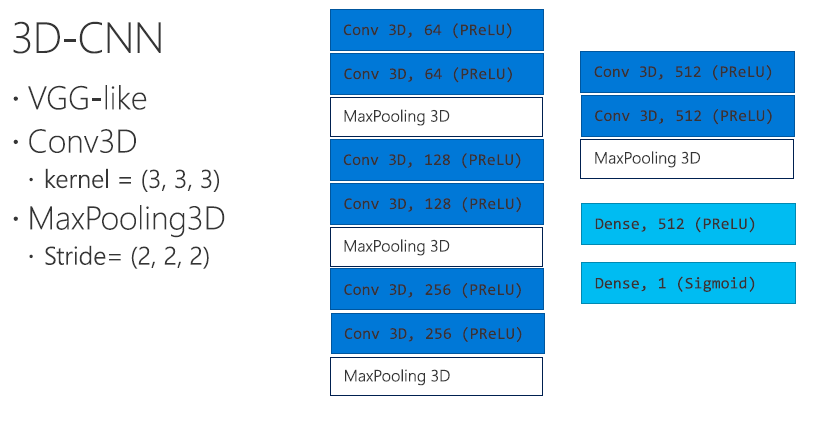 3D-CNN
· VGG-like
· Conv3D
· kernel = (3, 3, 3)
· MaxPooling3D
· Stride= (2, 2, 2)
Conv 3D, 64 (PReLU)
Conv 3D, 64 (PReLU)
MaxPooling 3D
Conv 3D, 128 (PReLU)
Conv 3D, 128 (PReLU)
MaxPooling 3D
Conv 3D, 256 (PReLU)
Conv 3D, 256 (PReLU)
MaxPooling 3D
Conv 3D, 512 (PReLU)
Conv 3D, 512 (PReLU)
MaxPooling 3D
Dense, 512 (PReLU)
Dense, 1 (Sigmoid)